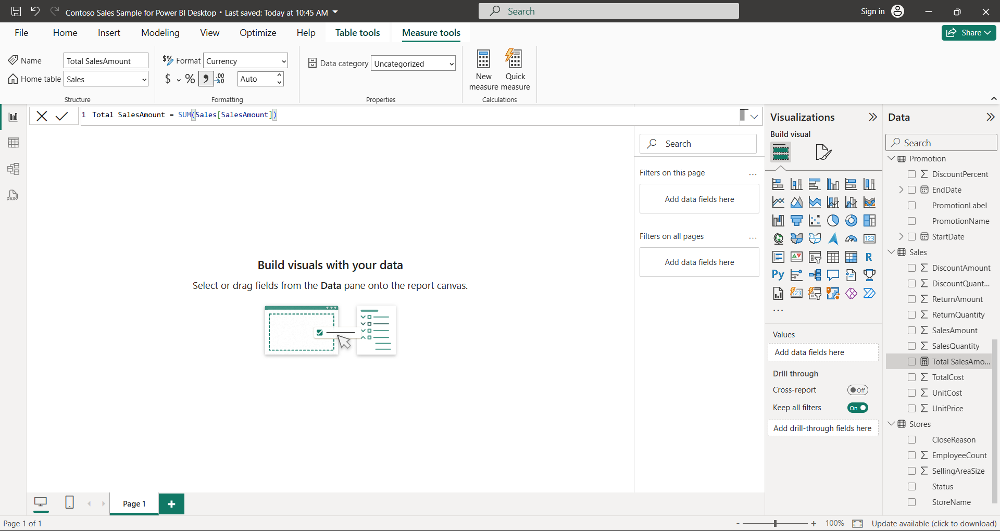 Contoso Sales Sample for Power BI Desktop • Last saved: Today at 10:45 AM
Search
Sign in
File
Home
Insert
Modeling
View
Optimize
Help
Table tools
Measure tools
Share
Name
Total SalesAmount
Home table
Sales
Structure
$% Format
Currency
$ % , .00 →0
Auto
Formatting
Data category
Uncategorized
Properties
New measure
Quick measure
Calculations
1 Total SalesAmount = SUM(Sales[SalesAmount])
DAX
Build visuals with your data
Select or drag fields from the Data pane onto the report canvas.
Search
Filters on this page
...
Add data fields here
Filters on all pages
...
Add data fields here
Visualizations
Build visual
123
R
Py
123
...
Values
Add data fields here
Drill through
Cross-report
Off
Keep all filters
On
Add drill-through fields here
Data
Search
Promotion
DiscountPercent
EndDate
PromotionLabel
PromotionName
StartDate
Sales
DiscountAmount
DiscountQuant...
ReturnAmount
ReturnQuantity
SalesAmount
SalesQuantity
Total SalesAmo...
TotalCost
UnitCost
UnitPrice
Stores
CloseReason
EmployeeCount
SellingAreaSize
Status
StoreName
Page 1
+
Page 1 of 1
- + 100%
Update available (click to download)